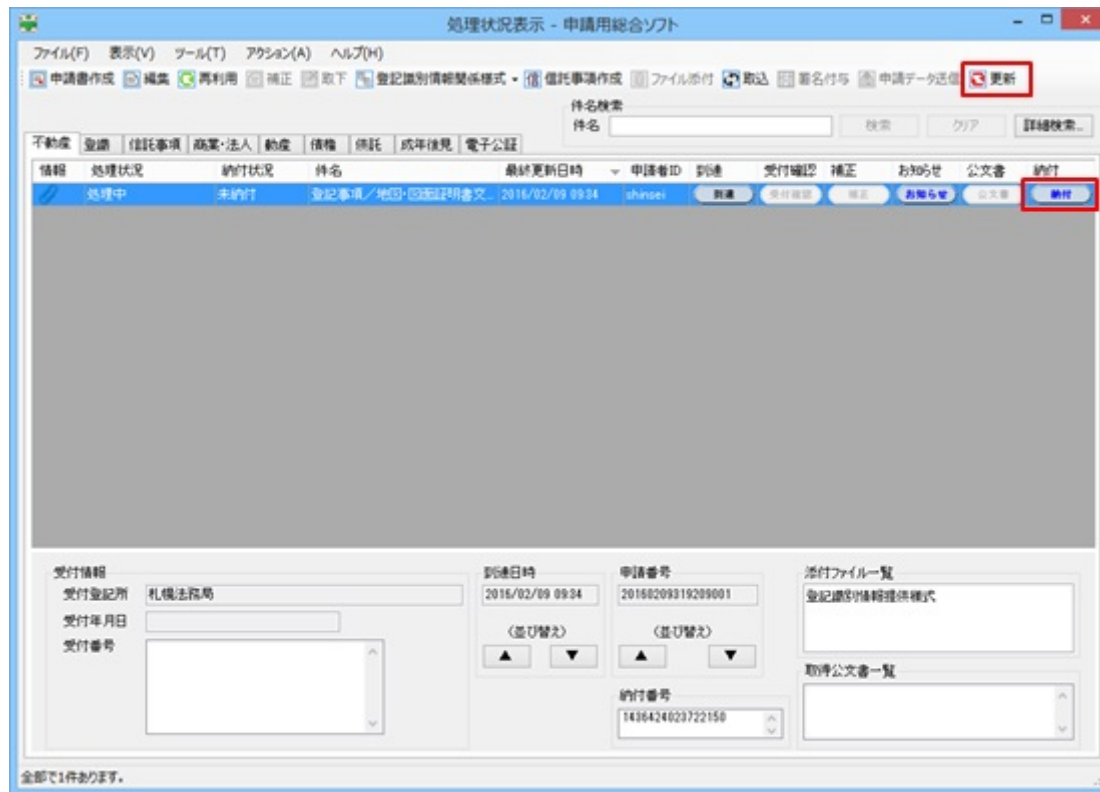 処理状況表示 - 申請用総合ソフト
ファイル(F) 表示(V) ツール(T) アクション(A) ヘルプ(H)
申請書作成 編集 再利用 補正 取下 登記識別情報関係様式 信託事項作成 ファイル添付 取込 署名付与 申請データ送信 更新
件名検索
件名 検索 クリア 詳細検索...
不動産 登識 信託事項 商業・法人 動産 債権 供託 成年後見 電子公証
情報 処理状況 納付状況 件名 最終更新日時 申請者ID 到達 受付確認 補正 お知らせ 公文書 納付
処理中 未納付 登記事項／地図・図面証明書交... 2016/02/09 09:34 shinsei 到達 受付確認 補正 お知らせ 公文書 納付
受付情報 到達日時 申請番号 添付ファイル一覧
受付登記所 札幌法務局 2016/02/09 09:34 20160209319209001 登記識別情報提供様式
受付年月日
受付番号 (並び替え) (並び替え)
▲ ▼ ▲ ▼
取得公文書一覧
納付番号
1436424023722150
全部で1件あります。